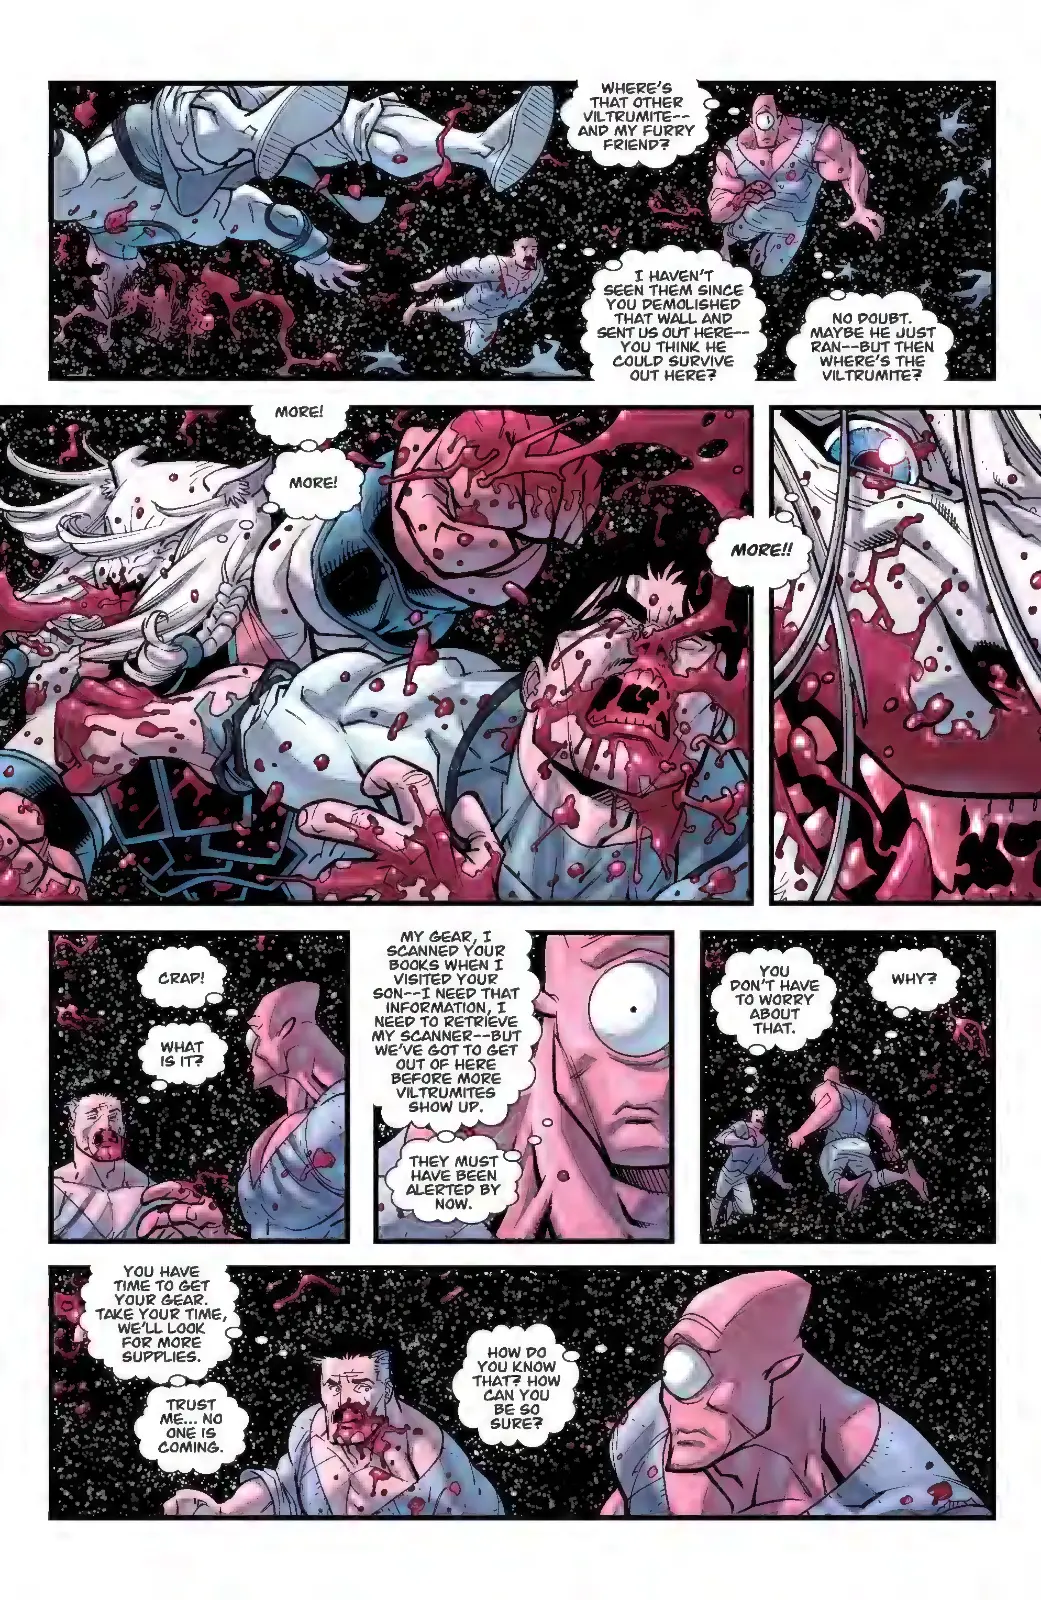 WHERE'S
THAT OTHER
VILTRUMITE--
AND MY FURRY
FRIEND?
I HAVEN'T
SEEN THEM SINCE
YOU DEMOLISHED
THAT WALL AND
SENT US OUT HERE--
YOU THINK HE
COULD SURVIVE
OUT HERE?
NO DOUBT.
MAYBE HE JUST
RAN--BUT THEN
WHERE'S THE
VILTRUMITE?
MORE!
MORE!
MORE!!
CRAP!
WHAT
IS IT?
MY GEAR, I
SCANNED YOUR
BOOKS WHEN I
VISITED YOUR
SON--I NEED THAT
INFORMATION, I
NEED TO RETRIEVE
MY SCANNER--BUT
WE'VE GOT TO GET
OUT OF HERE
BEFORE MORE
VILTRUMITES
SHOW UP.
THEY MUST
HAVE BEEN
ALERTED BY
NOW.
YOU
DON'T HAVE
TO WORRY
ABOUT
THAT.
WHY?
YOU HAVE
TIME TO GET
YOUR GEAR.
TAKE YOUR TIME,
WE'LL LOOK
FOR MORE
SUPPLIES.
TRUST
ME... NO
ONE IS
COMING.
HOW DO
YOU KNOW
THAT? HOW
CAN YOU
BE SO
SURE?